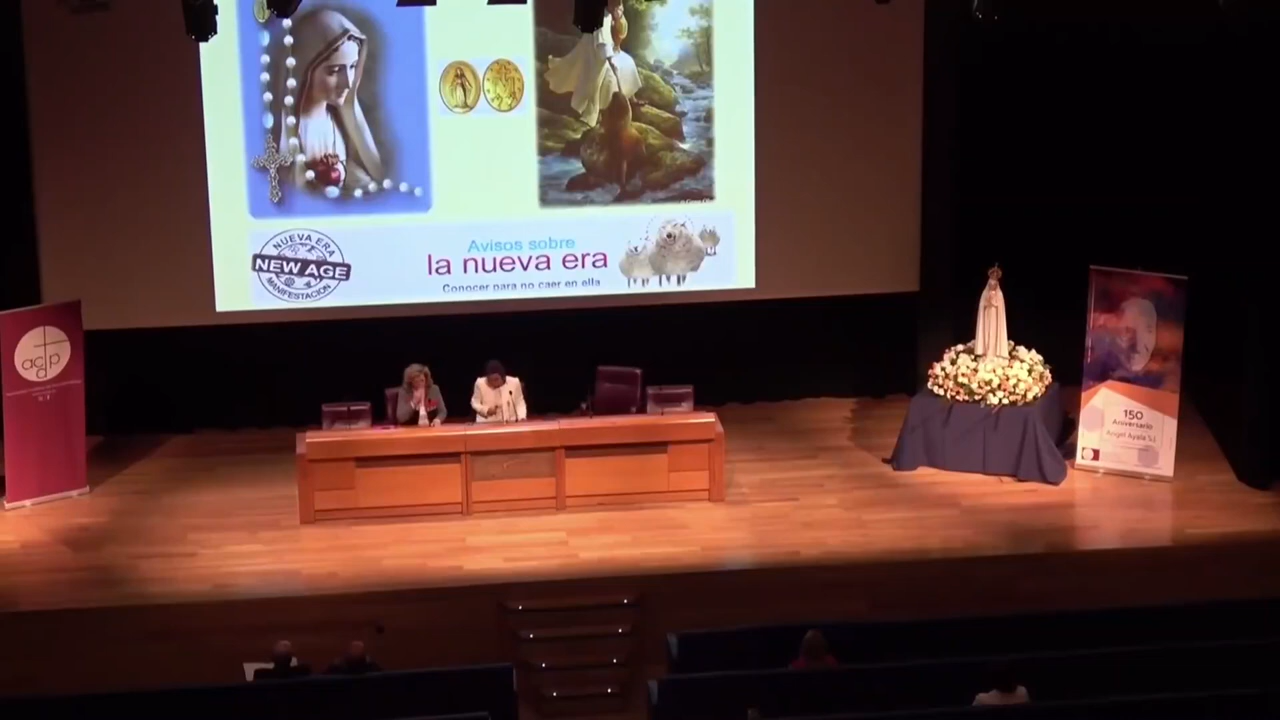 NUEVA ERA
NEW AGE
MANIFESTACIÓN
Avisos sobre
la nueva era
Conocer para no caer en ella
acdp
150
Aniversario
Angel Ayala S.J.